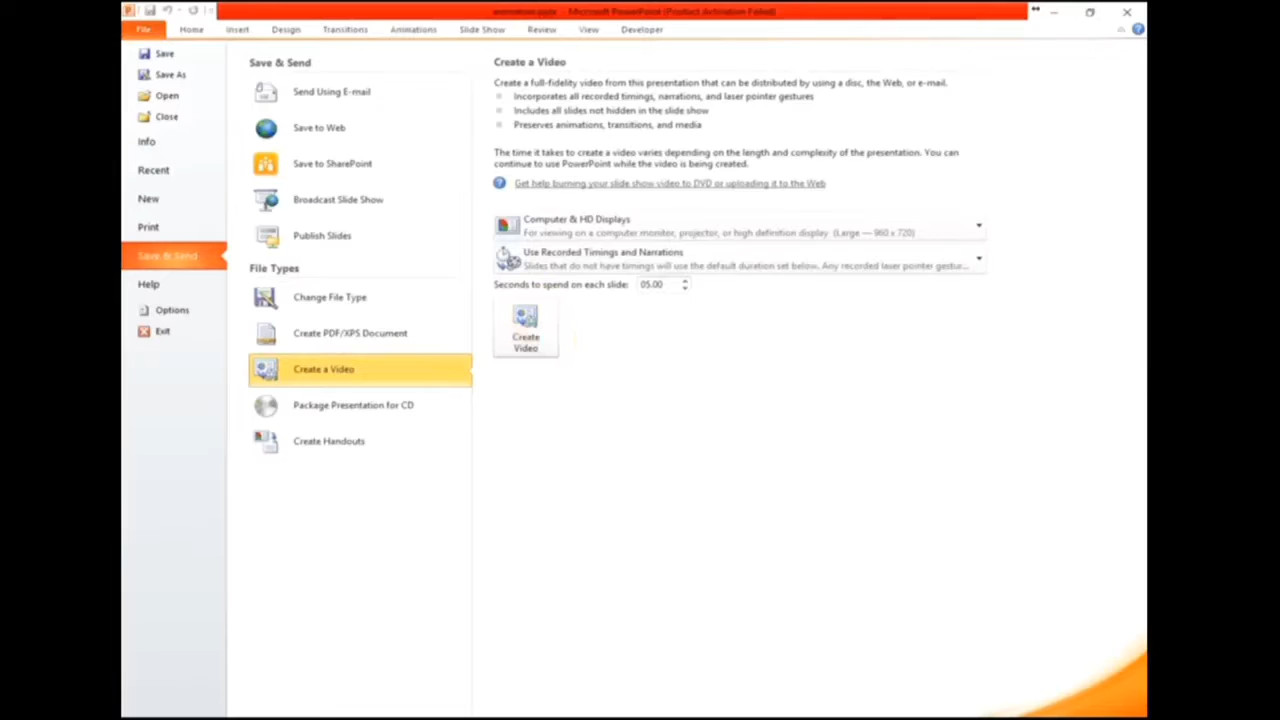 Microsoft PowerPoint (Product Activation Failed)
File
Home
Insert
Design
Transitions
Animations
Slide Show
Review
View
Developer
Save
Save As
Open
Close
Info
Recent
New
Print
Save & Send
Help
Options
Exit
Save & Send
Send Using E-mail
Save to Web
Save to SharePoint
Broadcast Slide Show
Publish Slides
File Types
Change File Type
Create PDF/XPS Document
Create a Video
Package Presentation for CD
Create Handouts
Create a Video
Create a full-fidelity video from this presentation that can be distributed by using a disc, the Web, or e-mail.
Incorporates all recorded timings, narrations, and laser pointer gestures
Includes all slides not hidden in the slide show
Preserves animations, transitions, and media
The time it takes to create a video varies depending on the length and complexity of the presentation. You can
continue to use PowerPoint while the video is being created.
Get help burning your slide show video to DVD or uploading it to the Web
Computer & HD Displays
For viewing on a computer monitor, projector, or high definition display (Large — 960 x 720)
Use Recorded Timings and Narrations
Slides that do not have timings will use the default duration set below. Any recorded laser pointer gestur...
Seconds to spend on each slide: 05.00
Create
Video